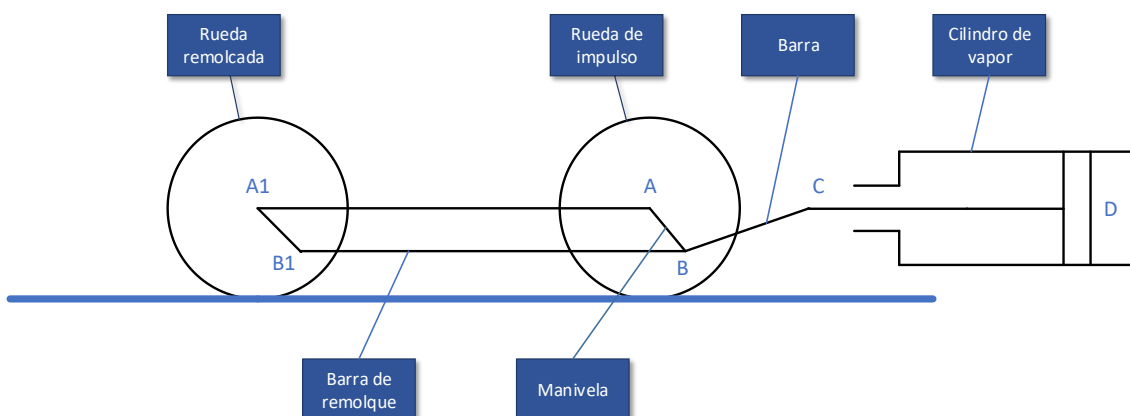 Rueda
remolcada
Rueda de
impulso
Barra
Cilindro de
vapor
A1
A
C
D
B1
B
Barra de
remolque
Manivela